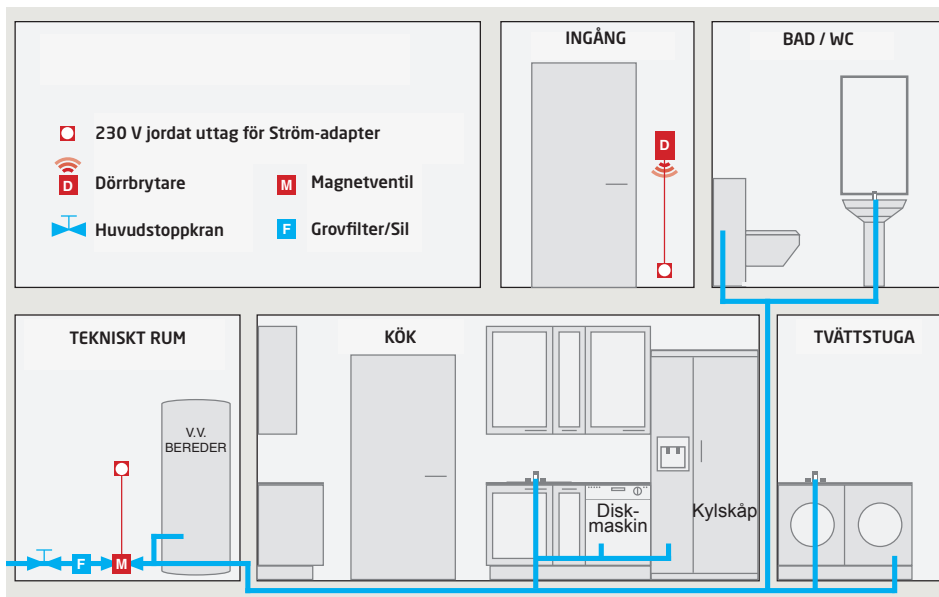 230 V jordat uttag för Ström-adapter
D
Dörrbrytare
M
Magnetventil
Huvudstoppkran
F
Grovfilter/Sil
INGÅNG
D
BAD / WC
TEKNISKT RUM
V.V.
BEREDER
F
M
KÖK
Disk-
maskin
Kylskåp
TVÄTTSTUGA